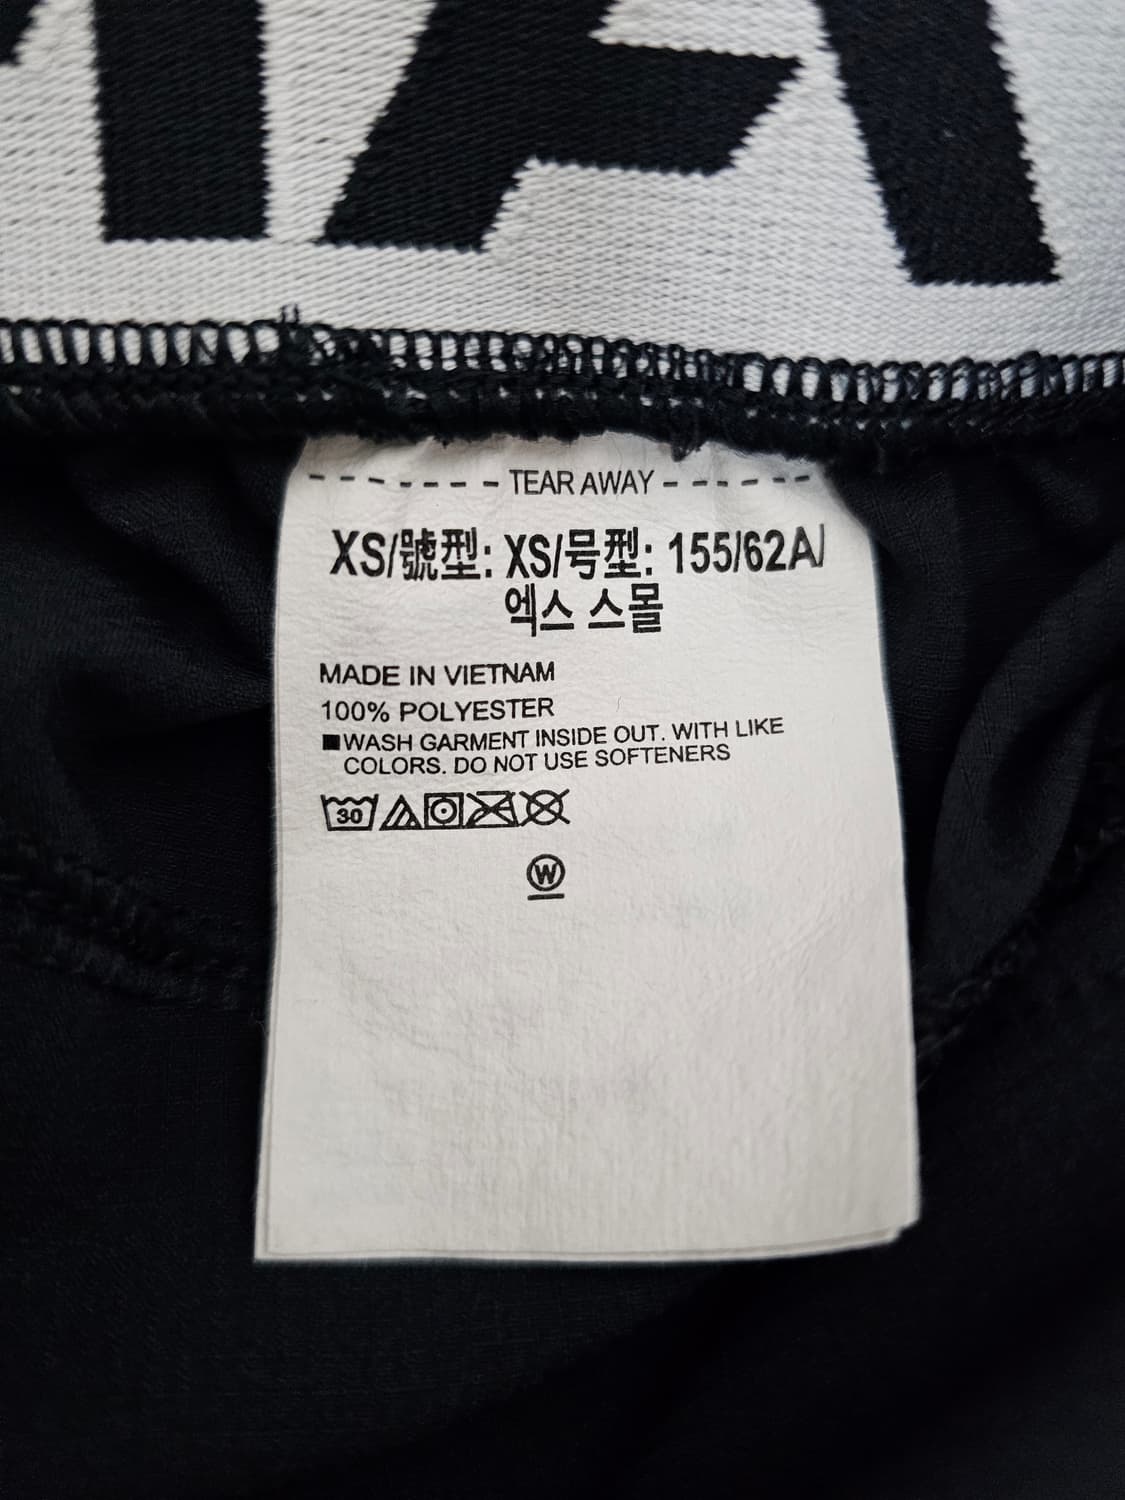 TEAR AWAY
XS/號型: XS/号型: 155/62A/
엑스 스몰
MADE IN VIETNAM
100% POLYESTER
■WASH GARMENT INSIDE OUT. WITH LIKE
COLORS. DO NOT USE SOFTENERS
30
W